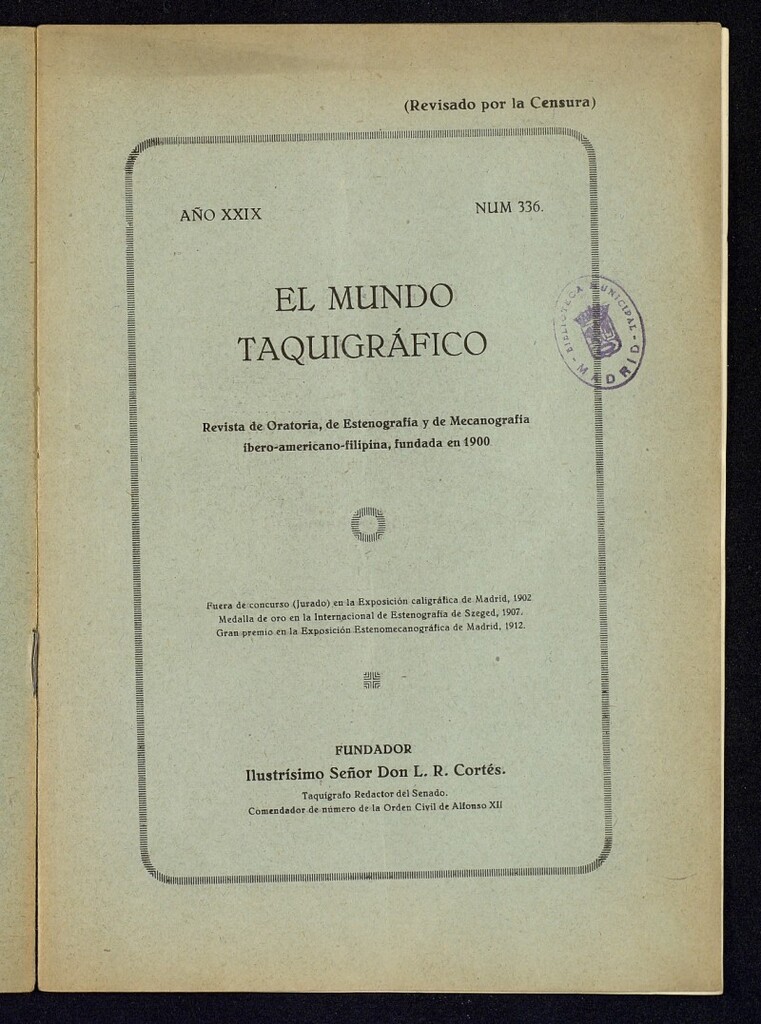 (Revisado por la Censura)
AÑO XXIX
NUM 336.
EL MUNDO
TAQUIGRÁFICO
BIBLIOTECA MUNICIPAL
- MADRID -
Revista de Oratoria, de Estenografía y de Mecanografía
ibero-americano-filipina, fundada en 1900
Fuera de concurso (Jurado) en la Exposición caligráfica de Madrid, 1902
Medalla de oro en la Internacional de Estenografía de Szeged, 1907.
Gran premio en la Exposición Estenomecanográfica de Madrid, 1912.
FUNDADOR
Ilustrísimo Señor Don L. R. Cortés.
Taquígrafo Redactor del Senado.
Comendador de número de la Orden Civil de Alfonso XII